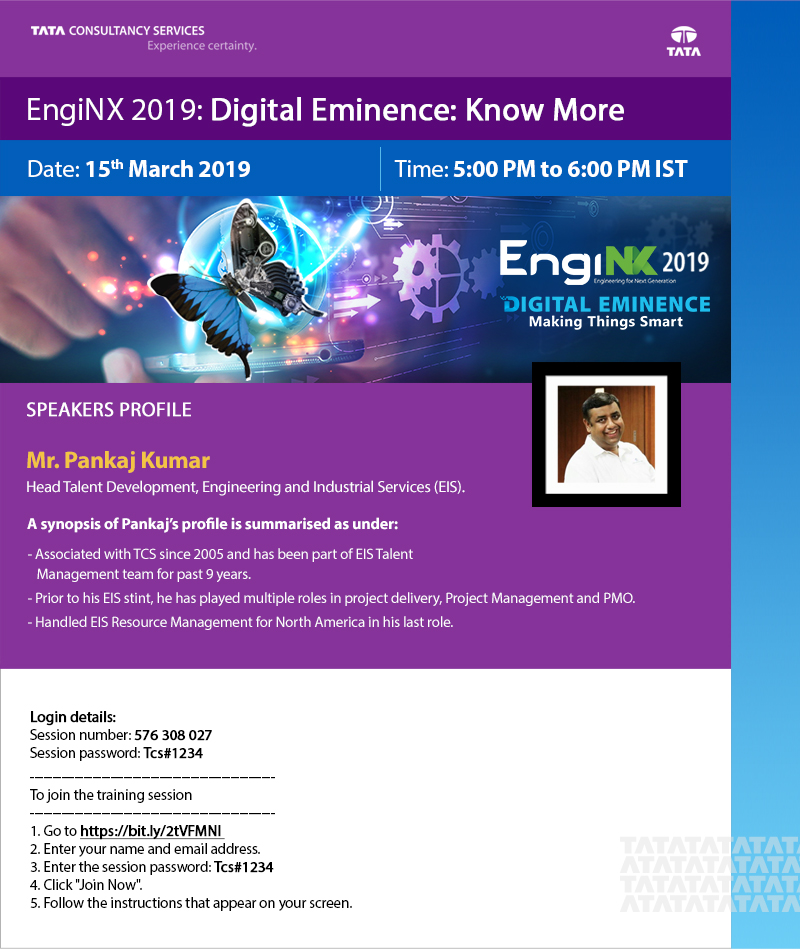 TATA CONSULTANCY SERVICES
Experience certainty.
TATA
EngiNX 2019: Digital Eminence: Know More
Date: 15th March 2019
Time: 5:00 PM to 6:00 PM IST
EngiNX 2019
Engineering for Next Generation
DIGITAL EMINENCE
Making Things Smart
SPEAKERS PROFILE
Mr. Pankaj Kumar
Head Talent Development, Engineering and Industrial Services (EIS).
A synopsis of Pankaj's profile is summarised as under:
- Associated with TCS since 2005 and has been part of EIS Talent
Management team for past 9 years.
- Prior to his EIS stint, he has played multiple roles in project delivery, Project Management and PMO.
- Handled EIS Resource Management for North America in his last role.
Login details:
Session number: 576 308 027
Session password: Tcs#1234
-------------------------------
To join the training session
-------------------------------
1. Go to https://bit.ly/2tVFMNI
2. Enter your name and email address.
3. Enter the session password: Tcs#1234
4. Click "Join Now".
5. Follow the instructions that appear on your screen.
TATATATATATA
ATATATATATATA
TATATATATATA
ATATATATATATA